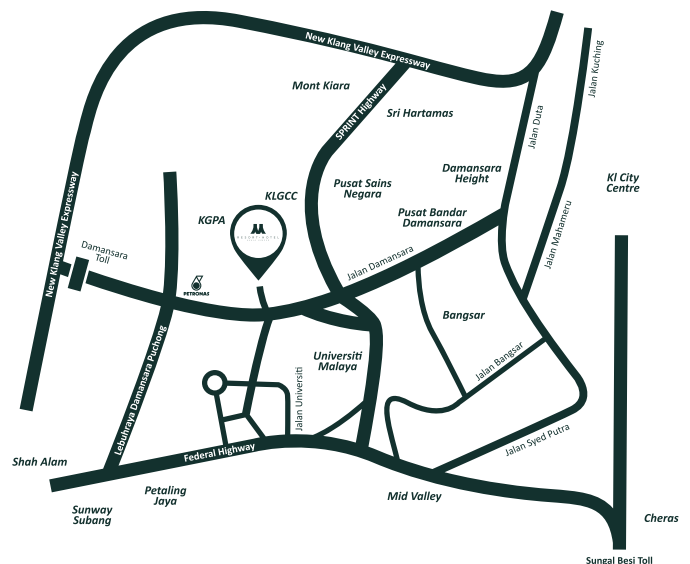 New Klang Valley Expressway
Jalan Kuching
Mont Kiara
SPRINT Highway
Sri Hartamas
Jalan Duta
Damansara
Height
Kl City
Centre
Pusat Sains
Negara
KLGCC
KGPA
Pusat Bandar
Damansara
New Klang Valley Expressway
Jalan Mahameru
Damansara
Toll
RESORT HOTEL
Jalan Damansara
PETRONAS
Bangsar
Lebuhraya Damansara Puchong
Universiti
Malaya
Jalan Bangsar
Jalan Universiti
Jalan Syed Putra
Federal Highway
Shah Alam
Petaling
Jaya
Mid Valley
Sunway
Subang
Cheras
Sungal Besi Toll